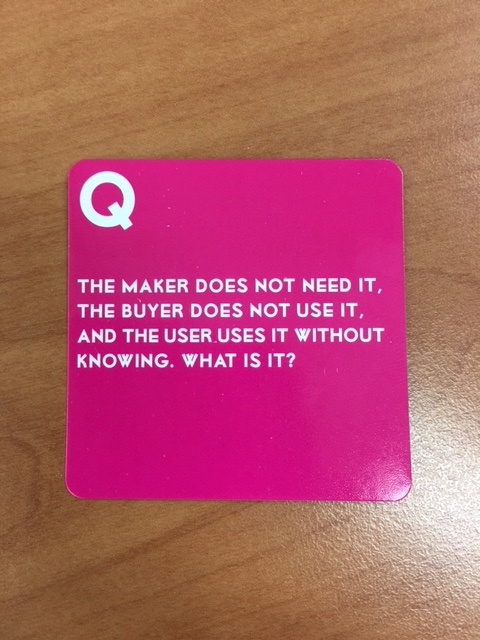 Q
THE MAKER DOES NOT NEED IT,
THE BUYER DOES NOT USE IT,
AND THE USER USES IT WITHOUT
KNOWING. WHAT IS IT?